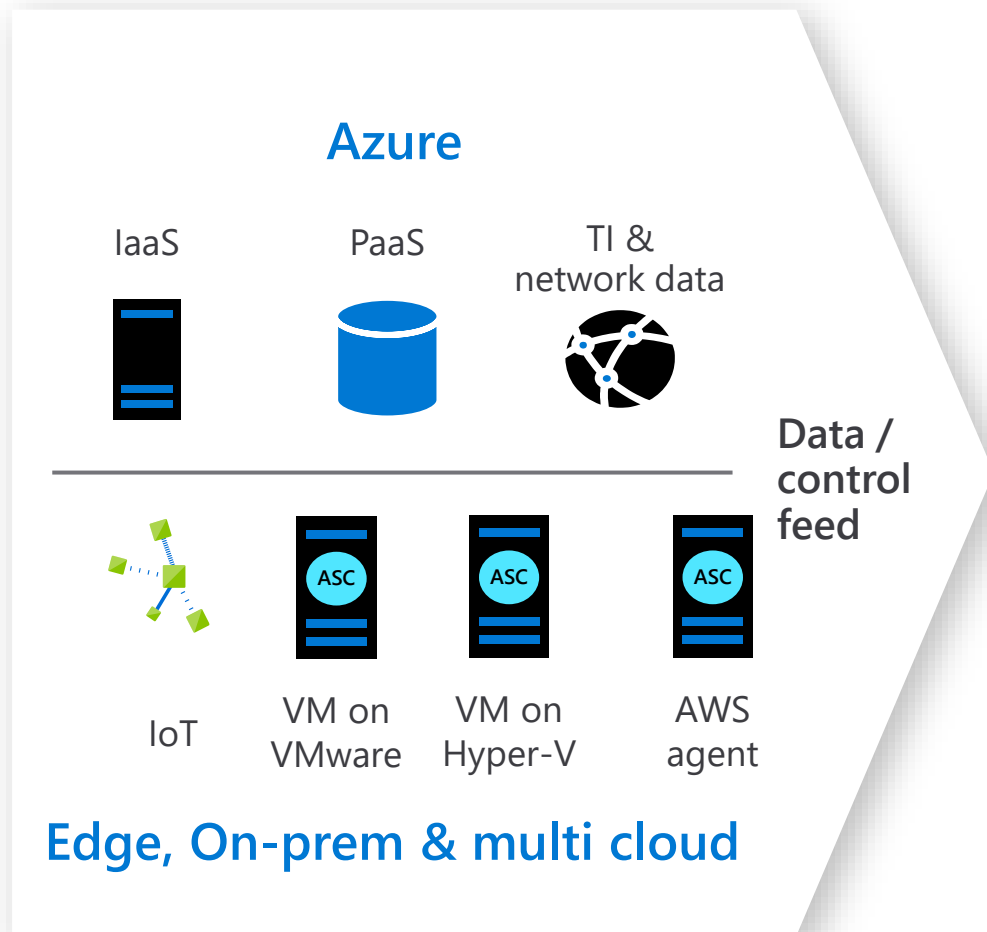 Azure
IaaS
PaaS
TI &
network data
Data /
control
feed
ASC
ASC
ASC
IoT
VM on
VMware
VM on
Hyper-V
AWS
agent
Edge, On-prem & multi cloud